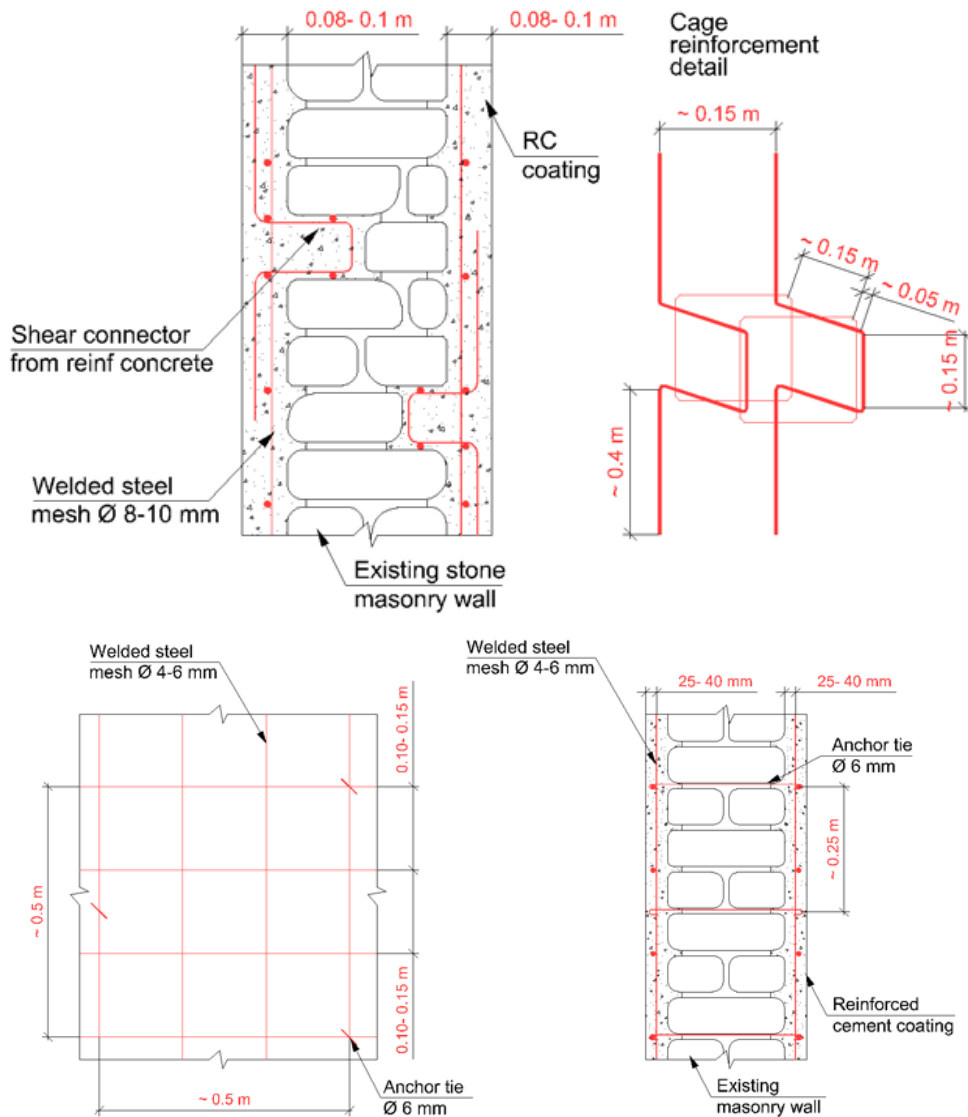 0.08- 0.1 m
0.08- 0.1 m
Cage
reinforcement
detail
~ 0.15 m
RC
coating
~ 0.15 m
~ 0.05 m
~ 0.15 m
~ 0.4 m
Shear connector
from reinf concrete
Welded steel
mesh Ø 8-10 mm
Existing stone
masonry wall
Welded steel
mesh Ø 4-6 mm
0.10- 0.15 m
~ 0.5 m
0.10- 0.15 m
~ 0.5 m
Anchor tie
Ø 6 mm
Welded steel
mesh Ø 4-6 mm
25- 40 mm
25- 40 mm
Anchor tie
Ø 6 mm
~ 0.25 m
Reinforced
cement coating
Existing
masonry wall